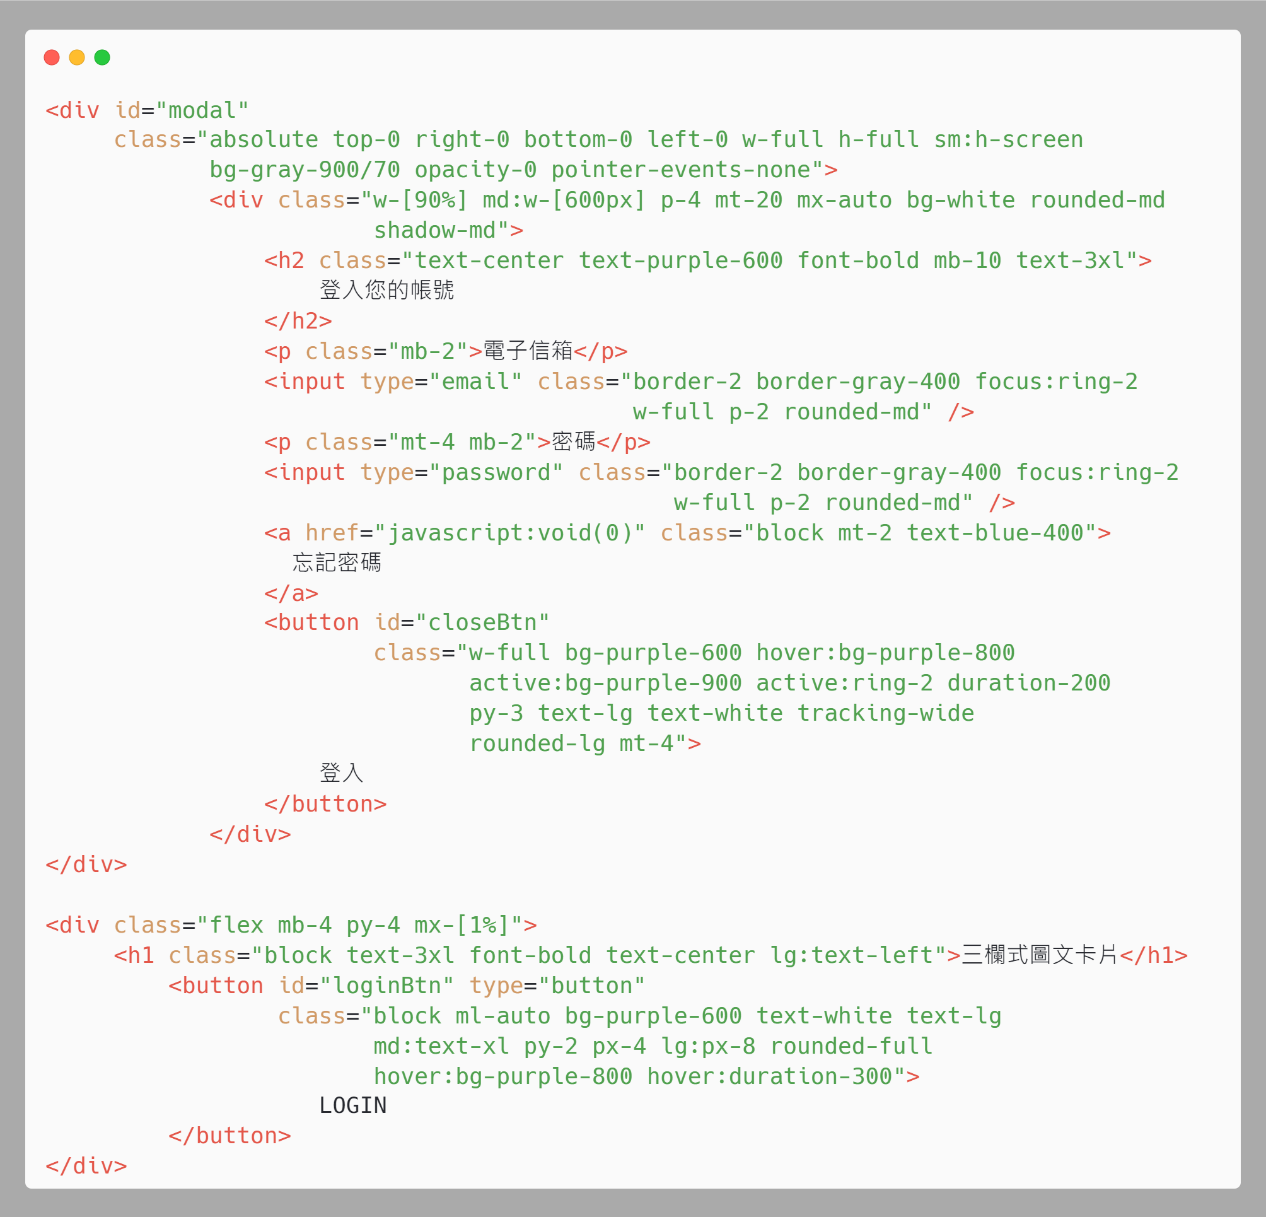 <div id="modal"
class="absolute top-0 right-0 bottom-0 left-0 w-full h-full sm:h-screen
bg-gray-900/70 opacity-0 pointer-events-none">
<div class="w-[90%] md:w-[600px] p-4 mt-20 mx-auto bg-white rounded-md
shadow-md">
<h2 class="text-center text-purple-600 font-bold mb-10 text-3xl">
登入您的帳號
</h2>
<p class="mb-2">電子信箱</p>
<input type="email" class="border-2 border-gray-400 focus:ring-2
w-full p-2 rounded-md" />
<p class="mt-4 mb-2">密碼</p>
<input type="password" class="border-2 border-gray-400 focus:ring-2
w-full p-2 rounded-md" />
<a href="javascript:void(0)" class="block mt-2 text-blue-400">
忘記密碼
</a>
<button id="closeBtn"
class="w-full bg-purple-600 hover:bg-purple-800
active:bg-purple-900 active:ring-2 duration-200
py-3 text-lg text-white tracking-wide
rounded-lg mt-4">
登入
</button>
</div>
</div>
<div class="flex mb-4 py-4 mx-[1%]">
<h1 class="block text-3xl font-bold text-center lg:text-left">三欄式圖文卡片</h1>
<button id="loginBtn" type="button"
class="block ml-auto bg-purple-600 text-white text-lg
md:text-xl py-2 px-4 lg:px-8 rounded-full
hover:bg-purple-800 hover:duration-300">
LOGIN
</button>
</div>